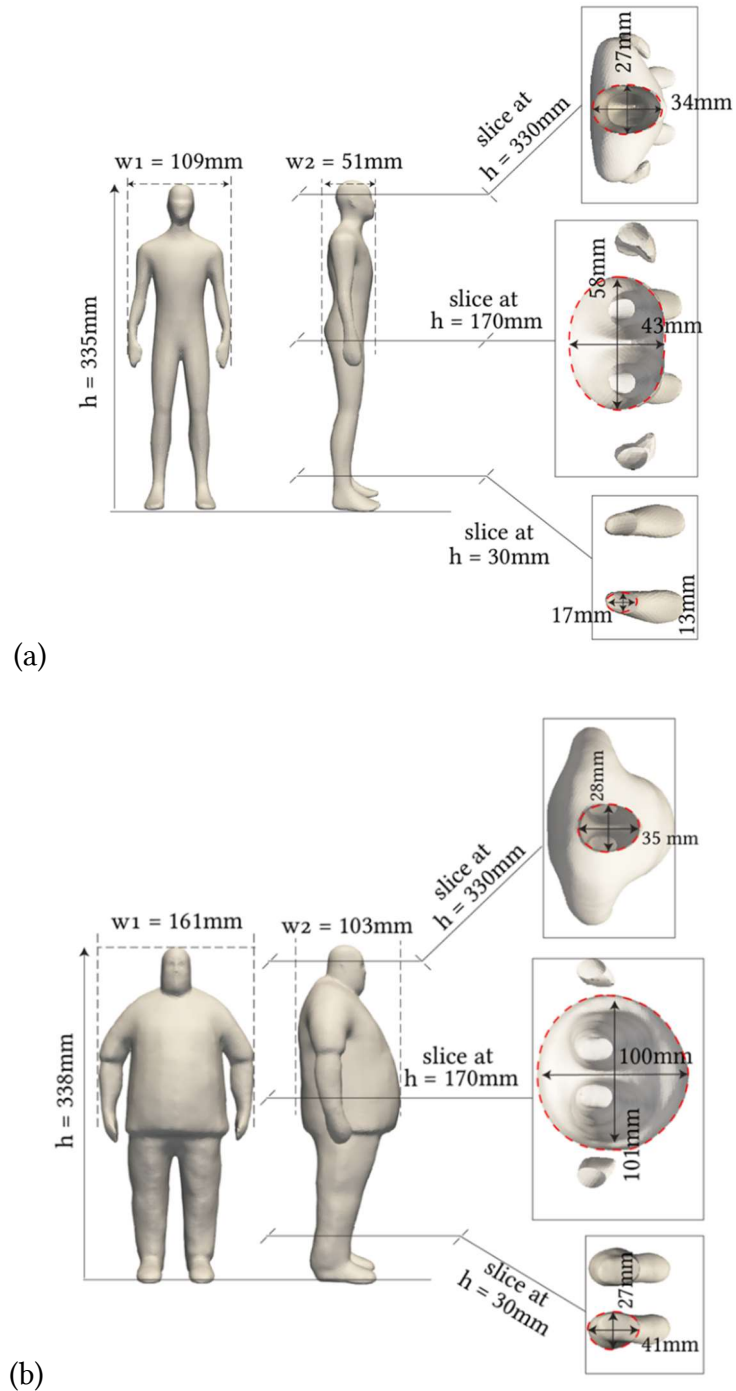 27mm
34mm
slice at
h = 330mm
w1 = 109mm
w2 = 51mm
h = 335mm
58mm
43mm
slice at
h = 170mm
slice at
h = 30mm
17mm
13mm
(a)
28mm
35 mm
slice at
h = 330mm
w1 = 161mm
w2 = 103mm
h = 338mm
slice at
h = 170mm
100mm
101mm
slice at
h = 30mm
27mm
41mm
(b)